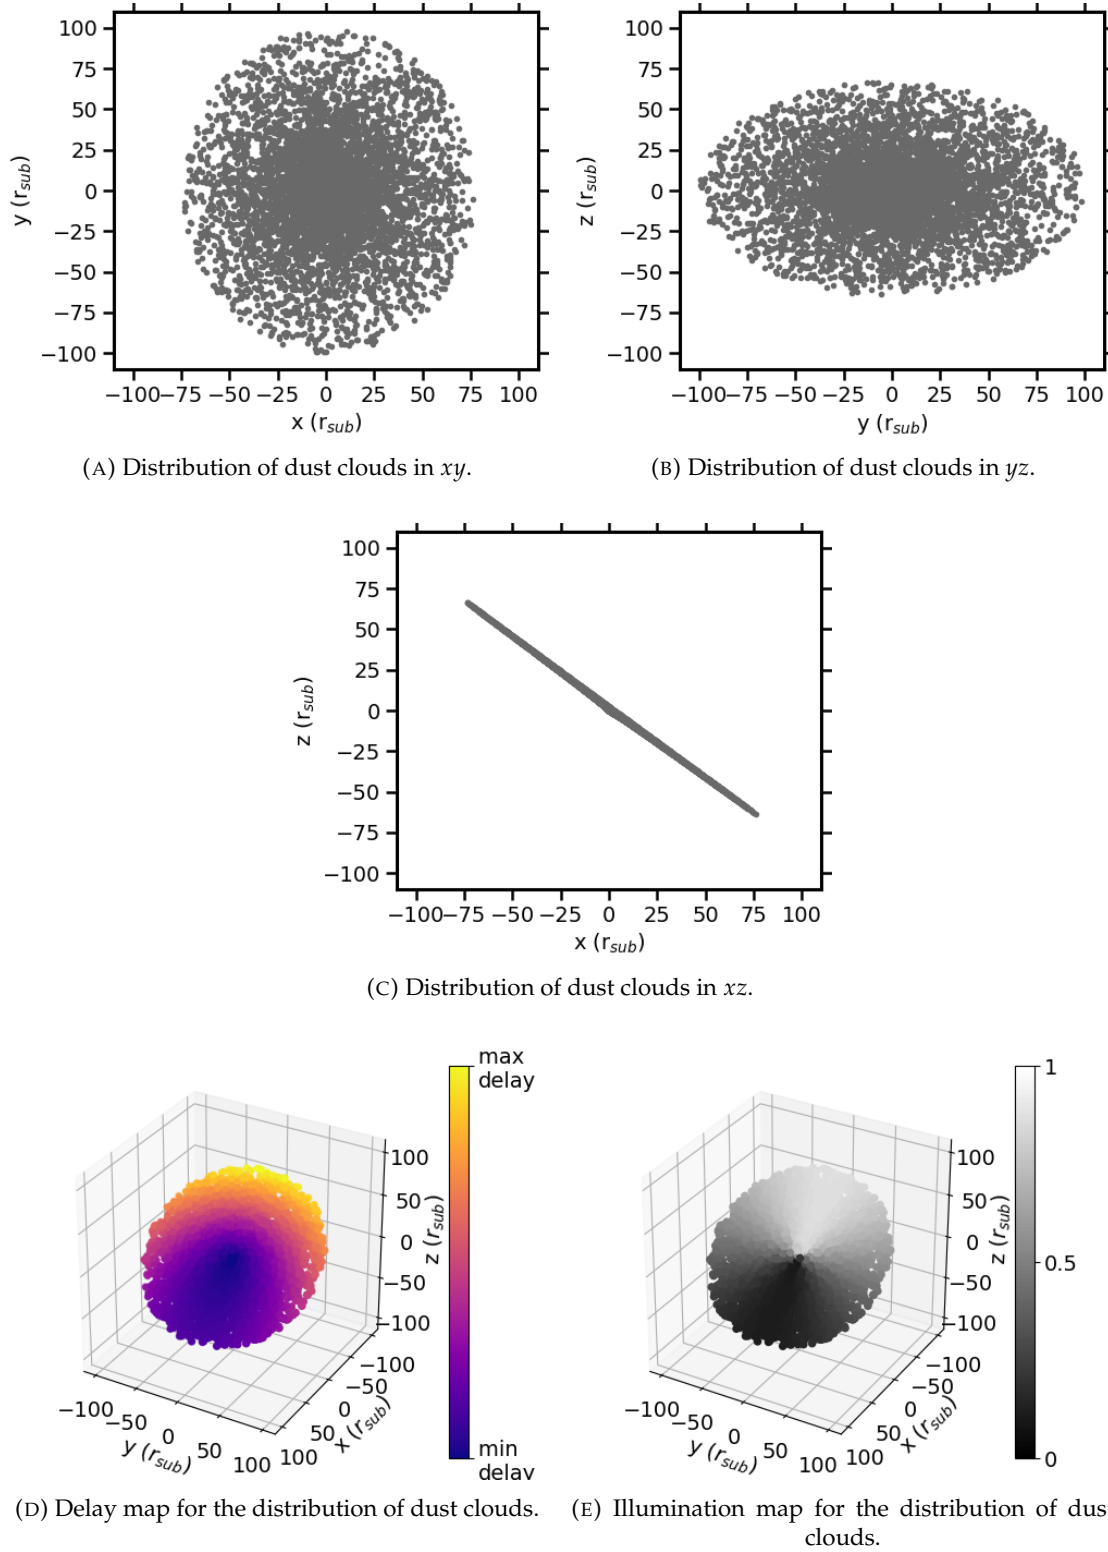 100
75
50
25
0
−25
−50
−75
−100
y (r_sub)
−100−75 −50 −25 0 25 50 75 100
x (r_sub)
(A) Distribution of dust clouds in xy.
100
75
50
25
0
−25
−50
−75
−100
z (r_sub)
−100−75 −50 −25 0 25 50 75 100
y (r_sub)
(B) Distribution of dust clouds in yz.
100
75
50
25
0
−25
−50
−75
−100
z (r_sub)
−100−75 −50 −25 0 25 50 75 100
x (r_sub)
(C) Distribution of dust clouds in xz.
max
delay
100
50
0
−50
−100
z (r_sub)
−100
−50
0
50
100
x (r_sub)
−100
−50
0
50
100
y (r_sub)
min
delay
(D) Delay map for the distribution of dust clouds.
1
0.5
0
100
50
0
−50
−100
z (r_sub)
−100
−50
0
50
100
x (r_sub)
−100
−50
0
50
100
y (r_sub)
(E) Illumination map for the distribution of dus
clouds.